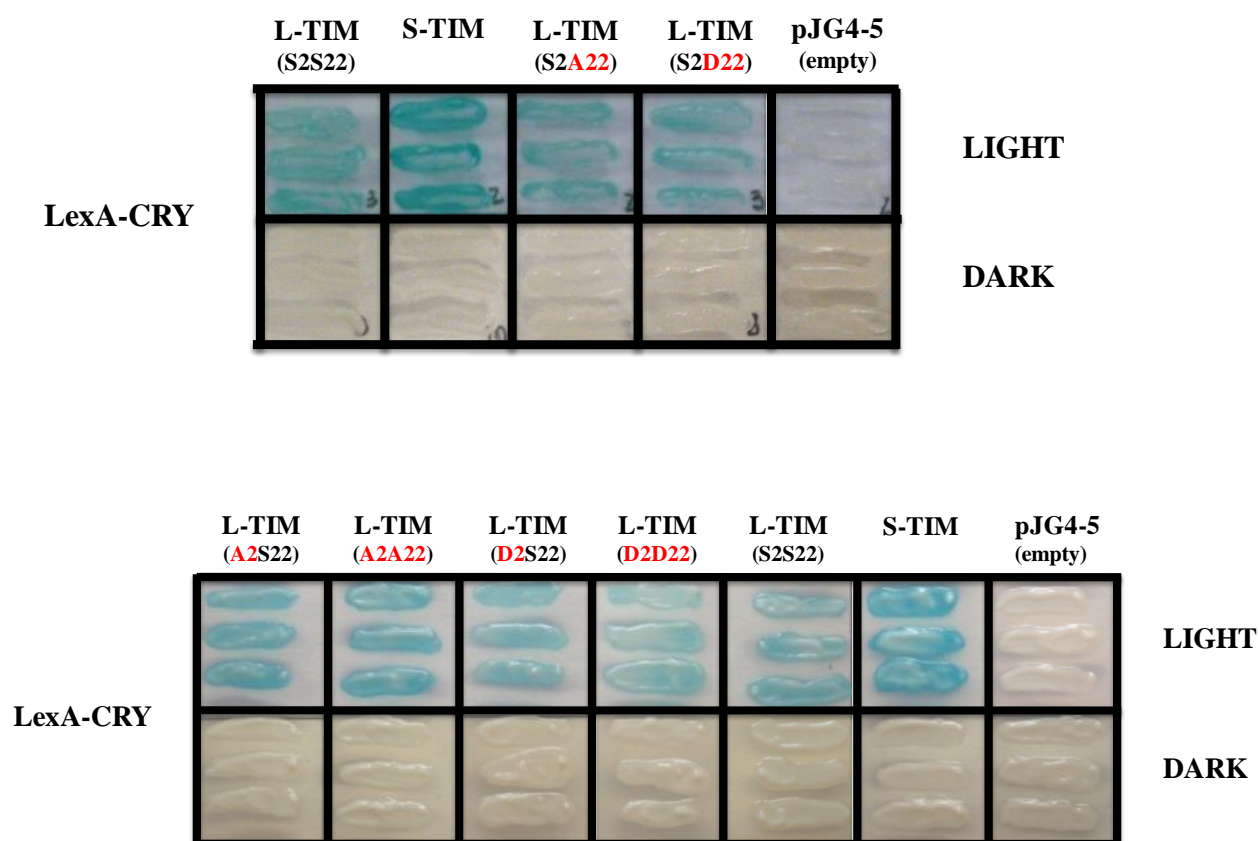 L-TIM S-TIM L-TIM L-TIM pJG4-5
(S2S22) (S2A22) (S2D22) (empty)
LIGHT
LexA-CRY
DARK
L-TIM L-TIM L-TIM L-TIM L-TIM S-TIM pJG4-5
(A2S22) (A2A22) (D2S22) (D2D22) (S2S22) (empty)
LIGHT
LexA-CRY
DARK